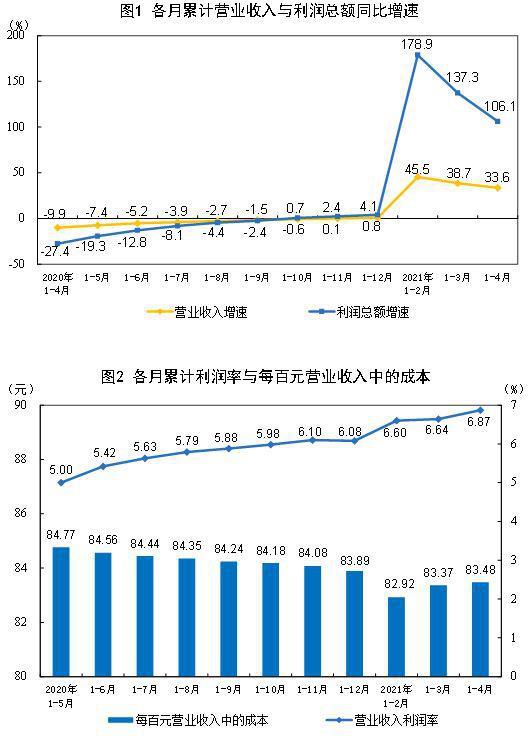 图1 各月累计营业收入与利润总额同比增速
(%)
200
150
100
50
0
-50
178.9
137.3
106.1
45.5
38.7
33.6
-9.9
-7.4
-5.2
-3.9
-2.7
-1.5
0.7
2.4
4.1
-27.4
-19.3
-12.8
-8.1
-4.4
-2.4
-0.6
0.1
0.8
2020年
1-4月
1-5月
1-6月
1-7月
1-8月
1-9月
1-10月
1-11月
1-12月
2021年
1-2月
1-3月
1-4月
营业收入增速
利润总额增速
图2 各月累计利润率与每百元营业收入中的成本
(元)
(%)
90
88
86
84
82
80
7
6
5
4
3
2
1
0
5.00
5.42
5.63
5.79
5.88
5.98
6.10
6.08
6.60
6.64
6.87
84.77
84.56
84.44
84.35
84.24
84.18
84.08
83.89
82.92
83.37
83.48
2020年
1-5月
1-6月
1-7月
1-8月
1-9月
1-10月
1-11月
1-12月
2021年
1-2月
1-3月
1-4月
每百元营业收入中的成本
营业收入利润率